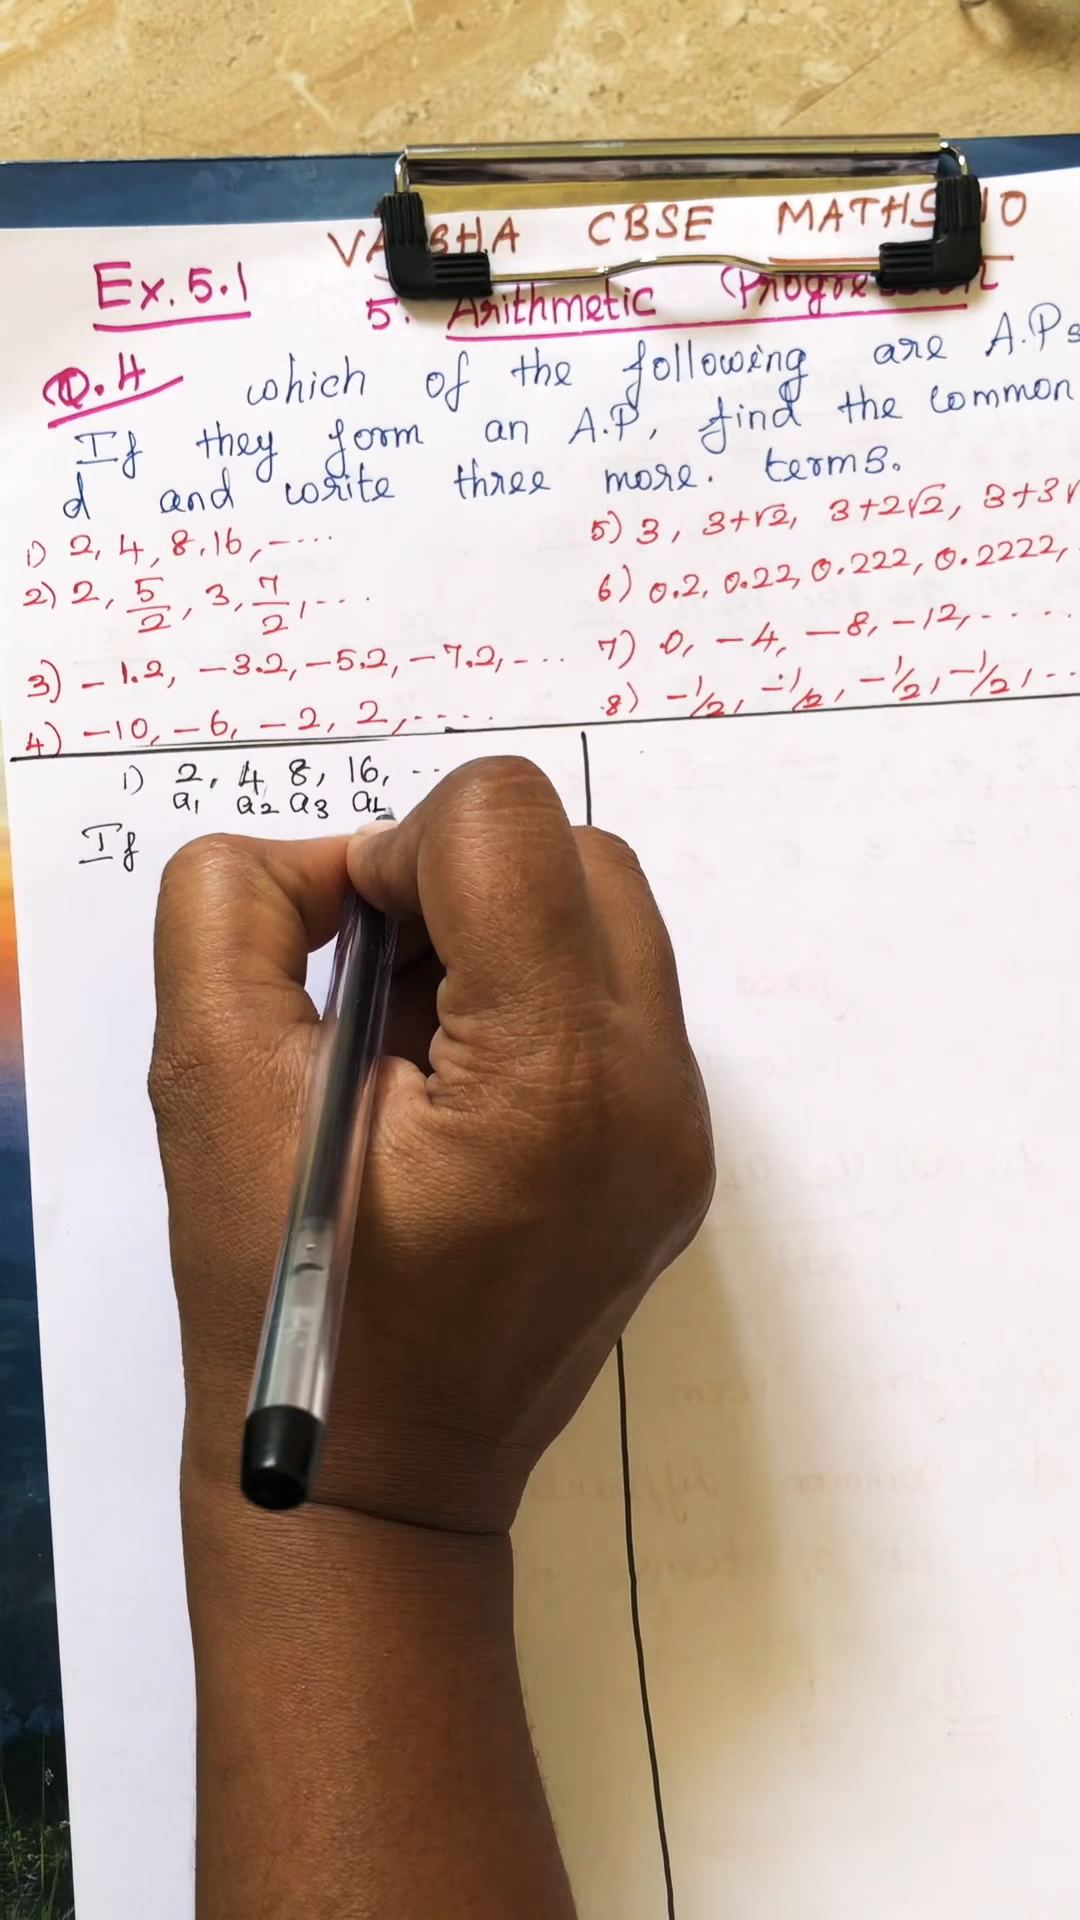 CBSE MATHS 10
Ex. 5.1
5. Arithmetic
Q.4 which of the following are A.Ps
If they form an A.P, find the common
d and write three more. terms.
1) 2, 4, 8, 16, -....
2) 2, 5/2, 3, 7/2, ...
3) -1.2, -3.2, -5.2, -7.2, -...
4) -10, -6, -2, 2, -....
5) 3, 3+√2, 3+2√2, 3+3√
6) 0.2, 0.22, 0.222, 0.2222,
7) 0, -4, -8, -12, -....
8) -1/2, -1/2, -1/2, -1/2, ...
1) 2, 4, 8, 16, ...
a1 a2 a3
If